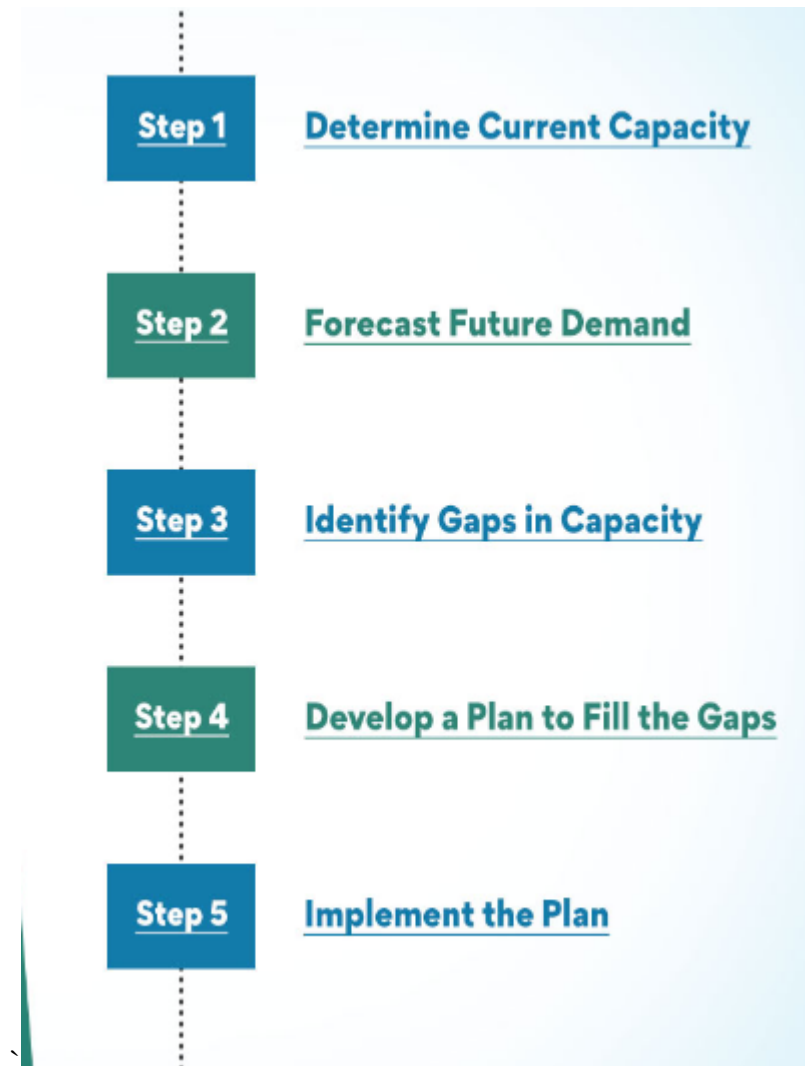 Step 1 Determine Current Capacity
Step 2 Forecast Future Demand
Step 3 Identify Gaps in Capacity
Step 4 Develop a Plan to Fill the Gaps
Step 5 Implement the Plan
`